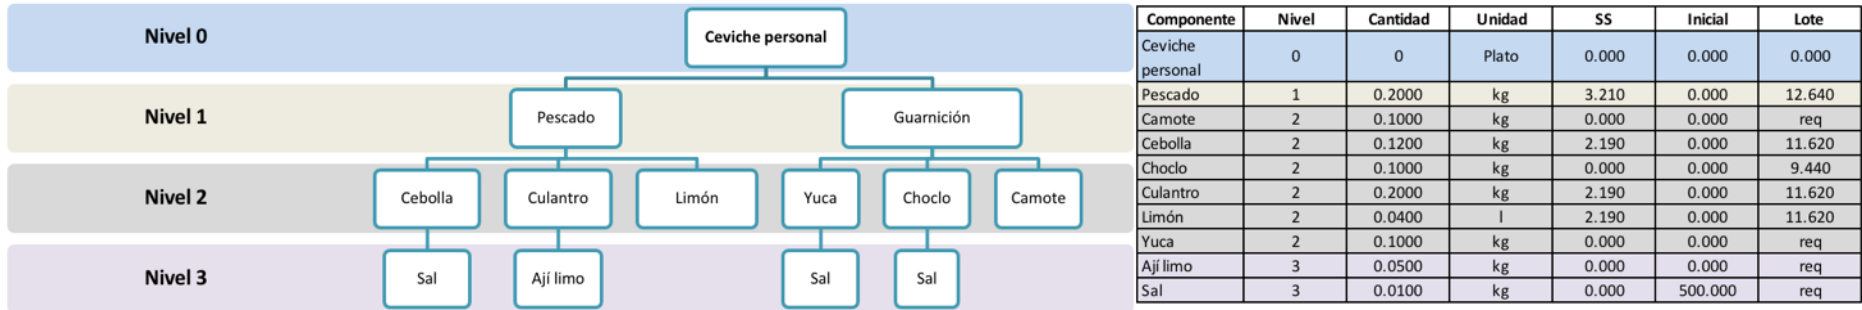 Nivel 0
Ceviche personal
Nivel 1
Pescado
Guarnición
Nivel 2
Cebolla
Culantro
Limón
Yuca
Choclo
Camote
Nivel 3
Sal
Ají limo
Sal
Sal
Componente Nivel Cantidad Unidad SS Inicial Lote
Ceviche
personal 0 0 Plato 0.000 0.000 0.000
Pescado 1 0.2000 kg 3.210 0.000 12.640
Camote 2 0.1000 kg 0.000 0.000 req
Cebolla 2 0.1200 kg 2.190 0.000 11.620
Choclo 2 0.1000 kg 0.000 0.000 9.440
Culantro 2 0.2000 kg 2.190 0.000 11.620
Limón 2 0.0400 l 2.190 0.000 11.620
Yuca 2 0.1000 kg 0.000 0.000 req
Ají limo 3 0.0500 kg 0.000 0.000 req
Sal 3 0.0100 kg 0.000 500.000 req